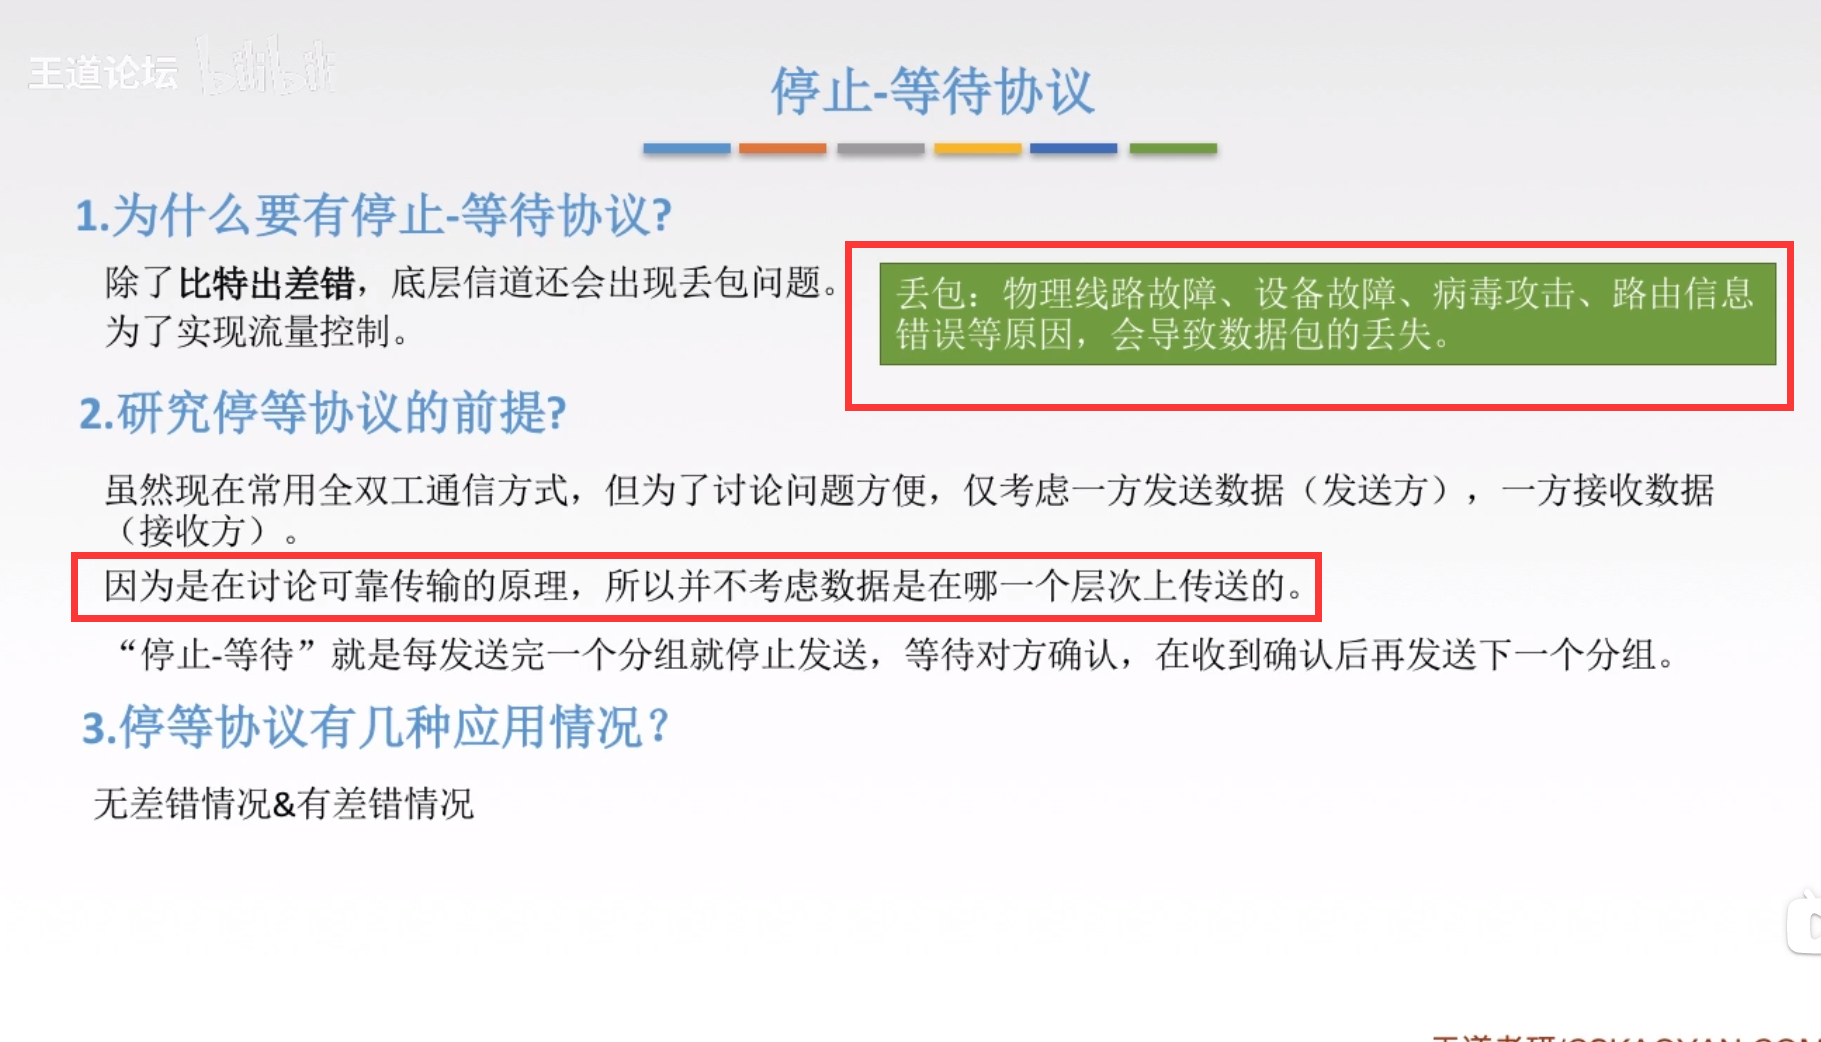 王道论坛 bilibili
停止-等待协议
1.为什么要有停止-等待协议?
除了比特出差错，底层信道还会出现丢包问题。
为了实现流量控制。
丢包：物理线路故障、设备故障、病毒攻击、路由信息
错误等原因，会导致数据包的丢失。
2.研究停等协议的前提?
虽然现在常用全双工通信方式，但为了讨论问题方便，仅考虑一方发送数据（发送方），一方接收数据
（接收方）。
因为是在讨论可靠传输的原理，所以并不考虑数据是在哪一个层次上传送的。
“停止-等待”就是每发送完一个分组就停止发送，等待对方确认，在收到确认后再发送下一个分组。
3.停等协议有几种应用情况？
无差错情况&有差错情况
王道考研/CSKAOYAN.COM